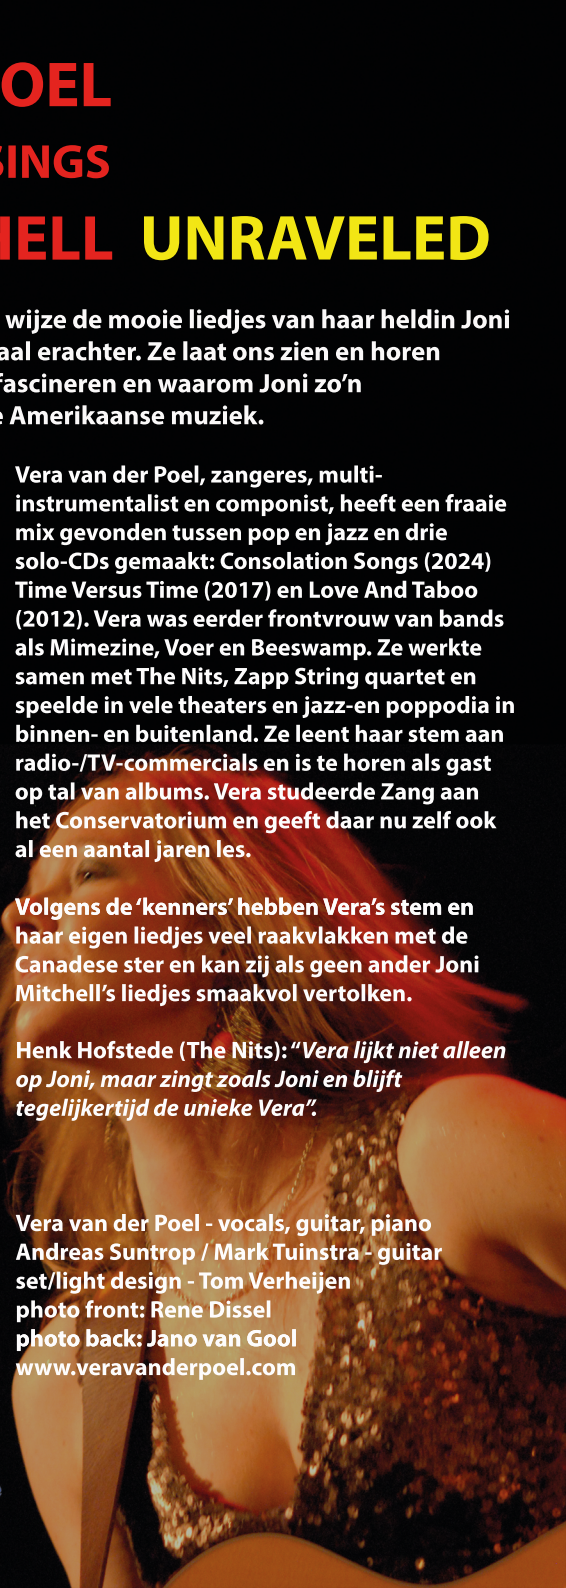 OEL
SINGS
HELL UNRAVELED
wijze de mooie liedjes van haar heldin Joni
aal erachter. Ze laat ons zien en horen
fascineren en waarom Joni zo’n
e Amerikaanse muziek.
Vera van der Poel, zangeres, multi-
instrumentalist en componist, heeft een fraaie
mix gevonden tussen pop en jazz en drie
solo-CDs gemaakt: Consolation Songs (2024)
Time Versus Time (2017) en Love And Taboo
(2012). Vera was eerder frontvrouw van bands
als Mimezine, Voer en Beeswamp. Ze werkte
samen met The Nits, Zapp String quartet en
speelde in vele theaters en jazz-en poppodia in
binnen- en buitenland. Ze leent haar stem aan
radio-/TV-commercials en is te horen als gast
op tal van albums. Vera studeerde Zang aan
het Conservatorium en geeft daar nu zelf ook
al een aantal jaren les.
Volgens de ‘kenners’ hebben Vera’s stem en
haar eigen liedjes veel raakvlakken met de
Canadese ster en kan zij als geen ander Joni
Mitchell’s liedjes smaakvol vertolken.
Henk Hofstede (The Nits): “Vera lijkt niet alleen
op Joni, maar zingt zoals Joni en blijft
tegelijkertijd de unieke Vera”.
Vera van der Poel - vocals, guitar, piano
Andreas Suntrop / Mark Tuinstra - guitar
set/light design - Tom Verheijen
photo front: Rene Dissel
photo back: Jano van Gool
www.veravanderpoel.com